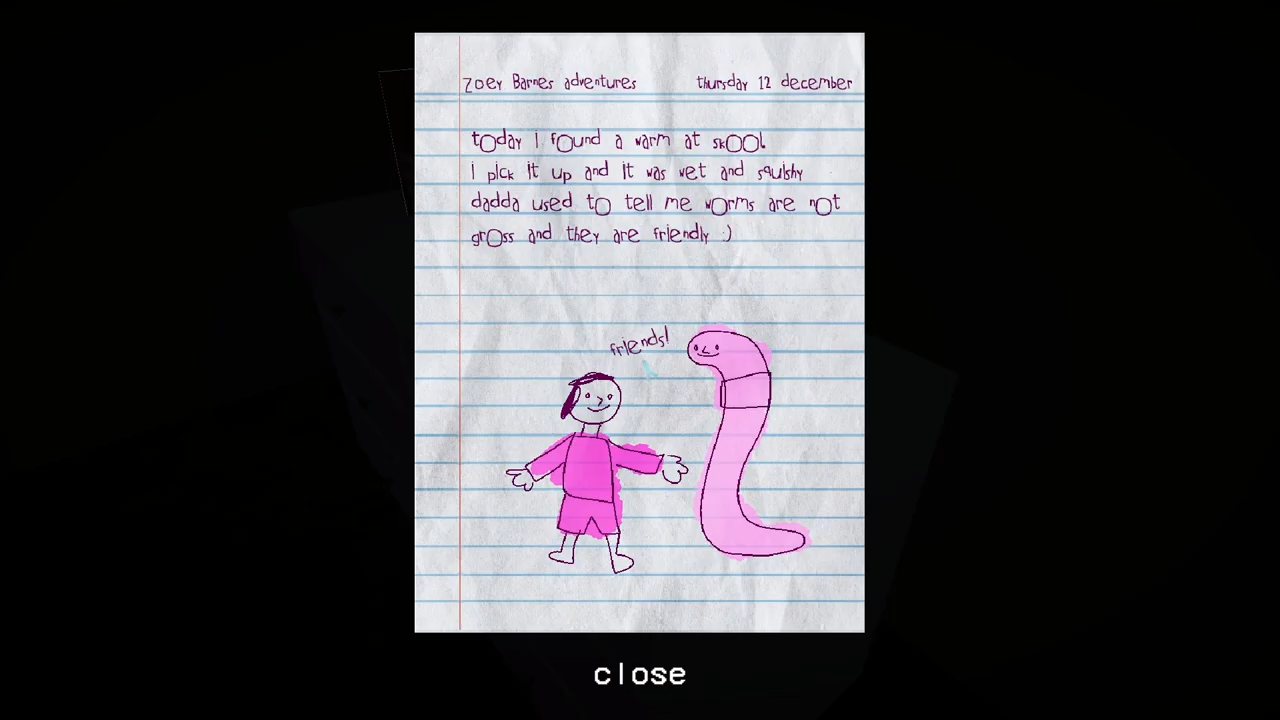 Zoey Barnes adventures thursday 12 december
today I found a warm at skOOL
i pick it up and it was wet and squishy
dadda used to tell me worms are not
gross and they are friendly :)
friends!
close